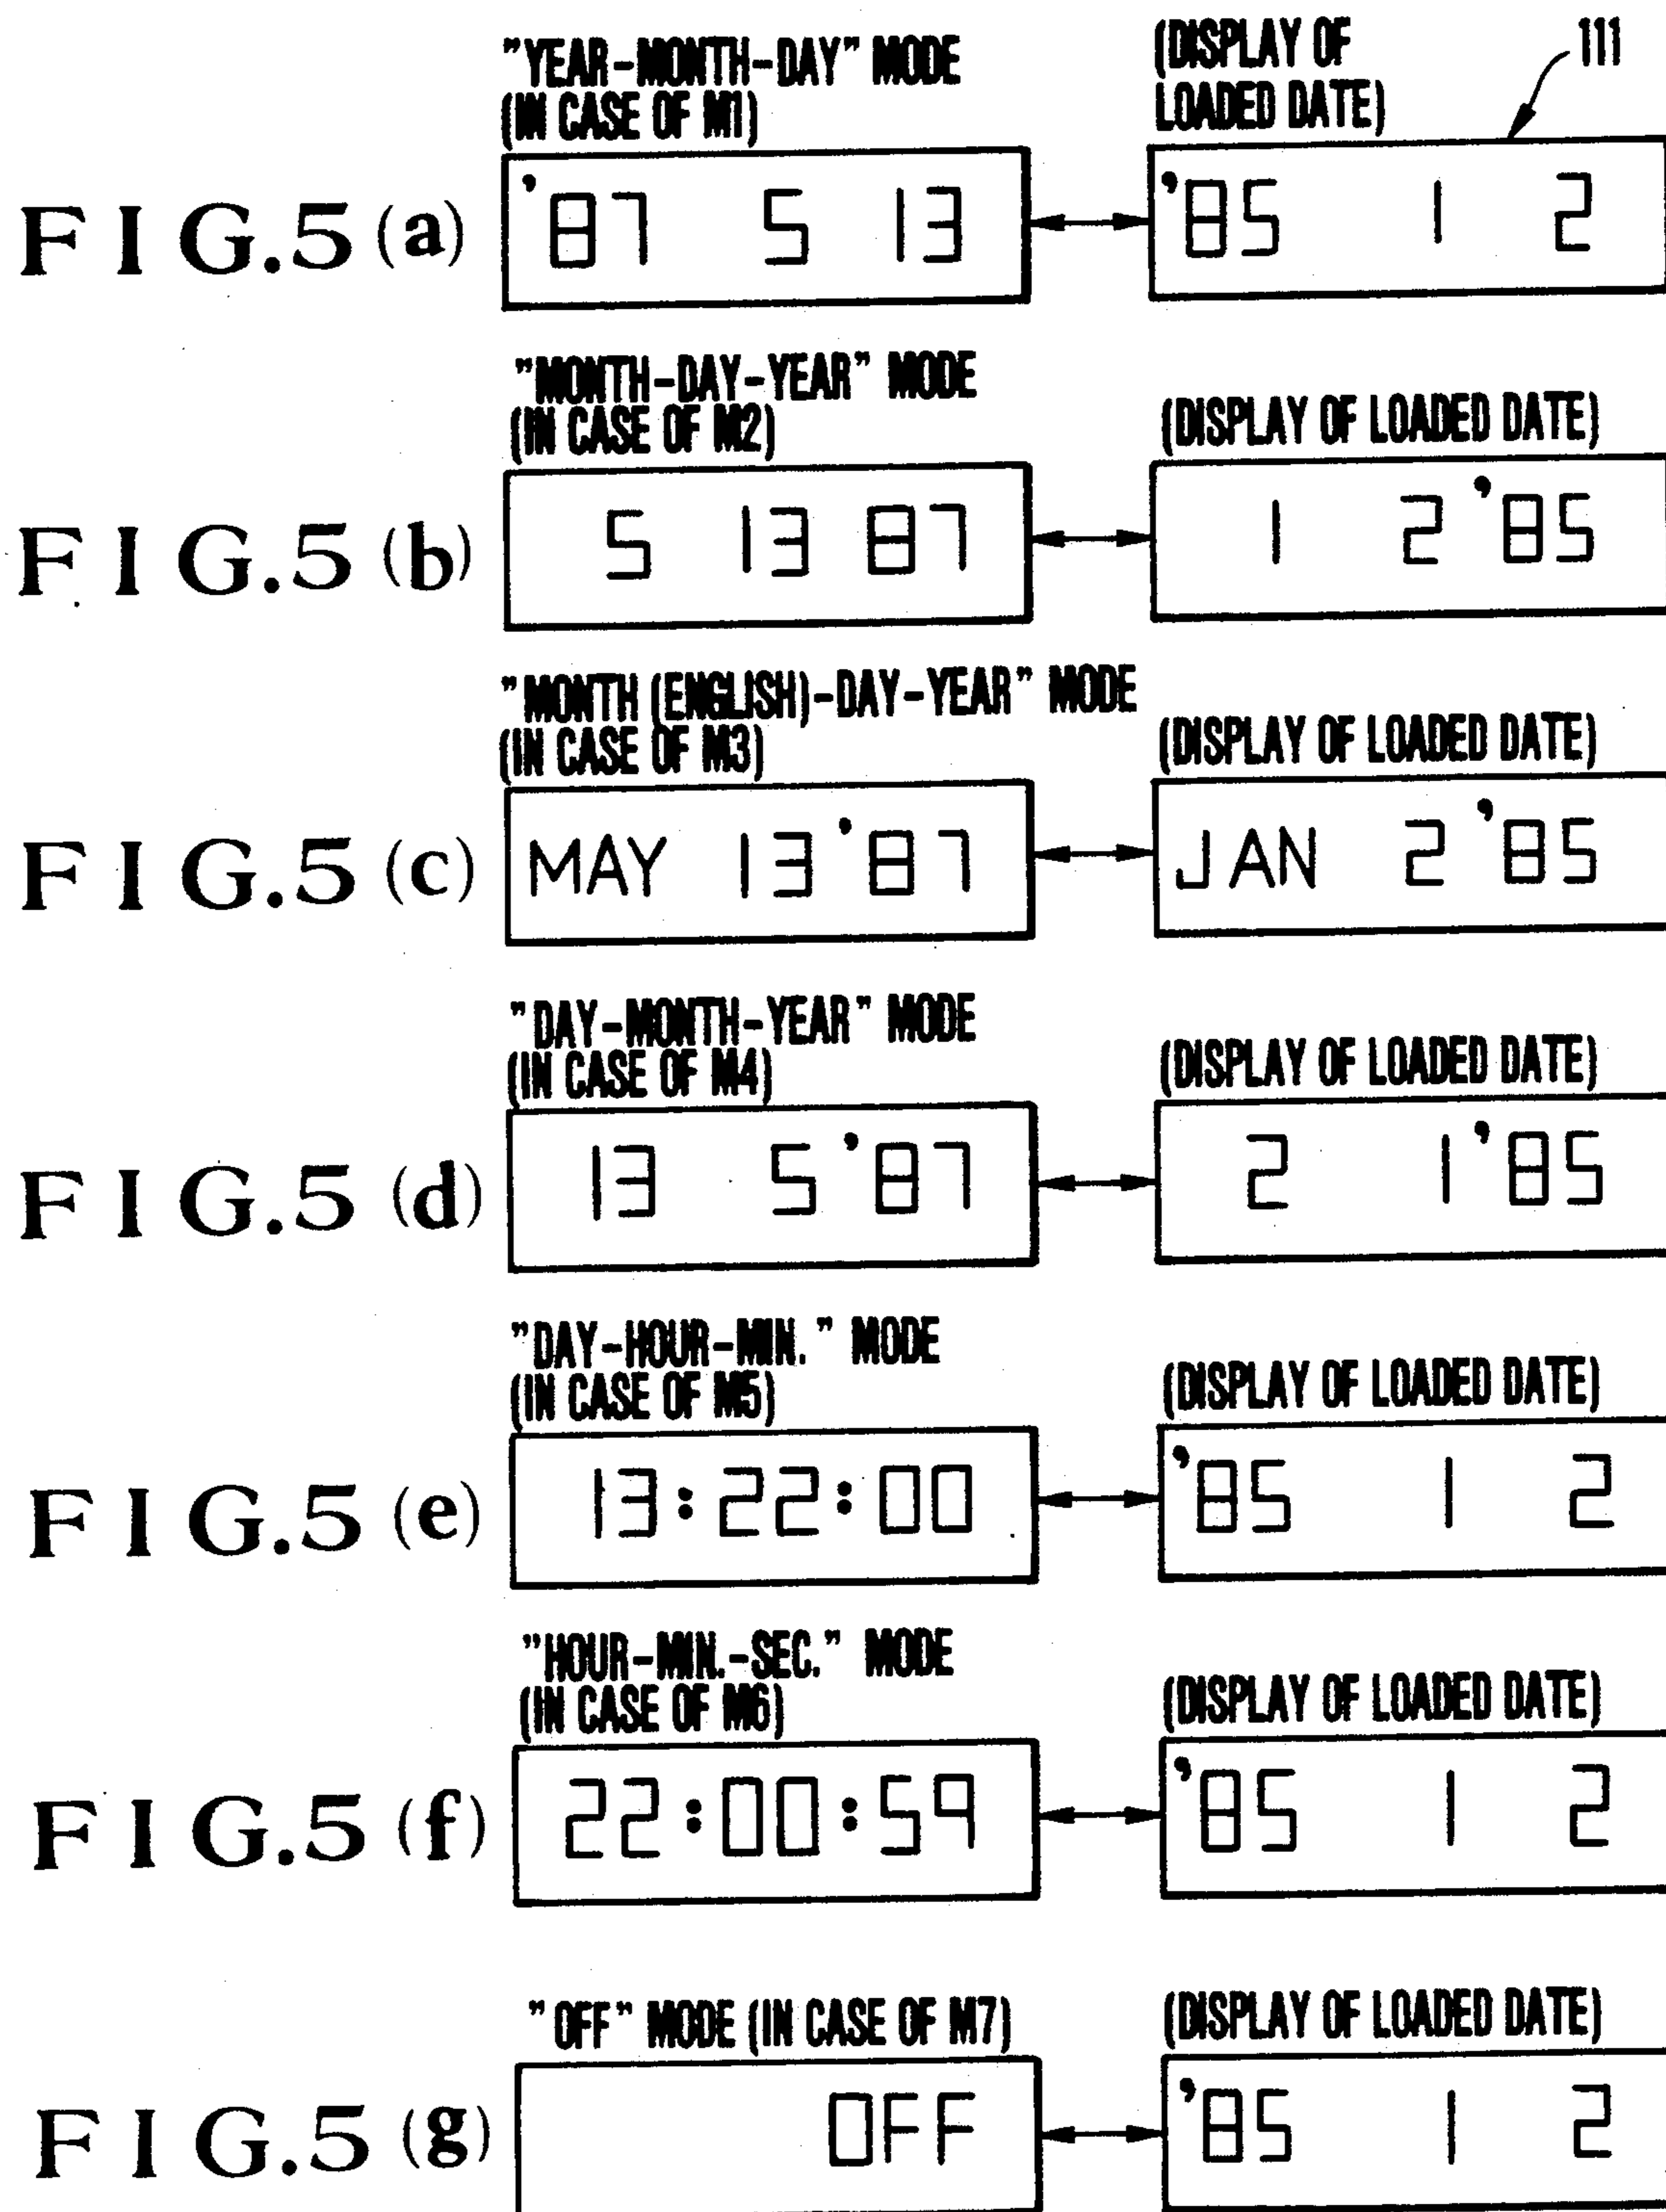 "YEAR-MONTH-DAY" MODE
(IN CASE OF M1)
(DISPLAY OF
LOADED DATE)
111
FIG.5 (a)
'87 5 13
'85 1 2
"MONTH-DAY-YEAR" MODE
(IN CASE OF M2)
(DISPLAY OF LOADED DATE)
FIG.5 (b)
5 13 87
1 2 '85
"MONTH (ENGLISH)-DAY-YEAR" MODE
(IN CASE OF M3)
(DISPLAY OF LOADED DATE)
FIG.5 (c)
MAY 13 '87
JAN 2 '85
"DAY-MONTH-YEAR" MODE
(IN CASE OF M4)
(DISPLAY OF LOADED DATE)
FIG.5 (d)
13 5 '87
2 1 '85
"DAY-HOUR-MIN." MODE
(IN CASE OF M5)
(DISPLAY OF LOADED DATE)
FIG.5 (e)
13:22:00
'85 1 2
"HOUR-MIN.-SEC." MODE
(IN CASE OF M6)
(DISPLAY OF LOADED DATE)
FIG.5 (f)
22:00:59
'85 1 2
"OFF" MODE (IN CASE OF M7)
(DISPLAY OF LOADED DATE)
FIG.5 (g)
OFF
'85 1 2